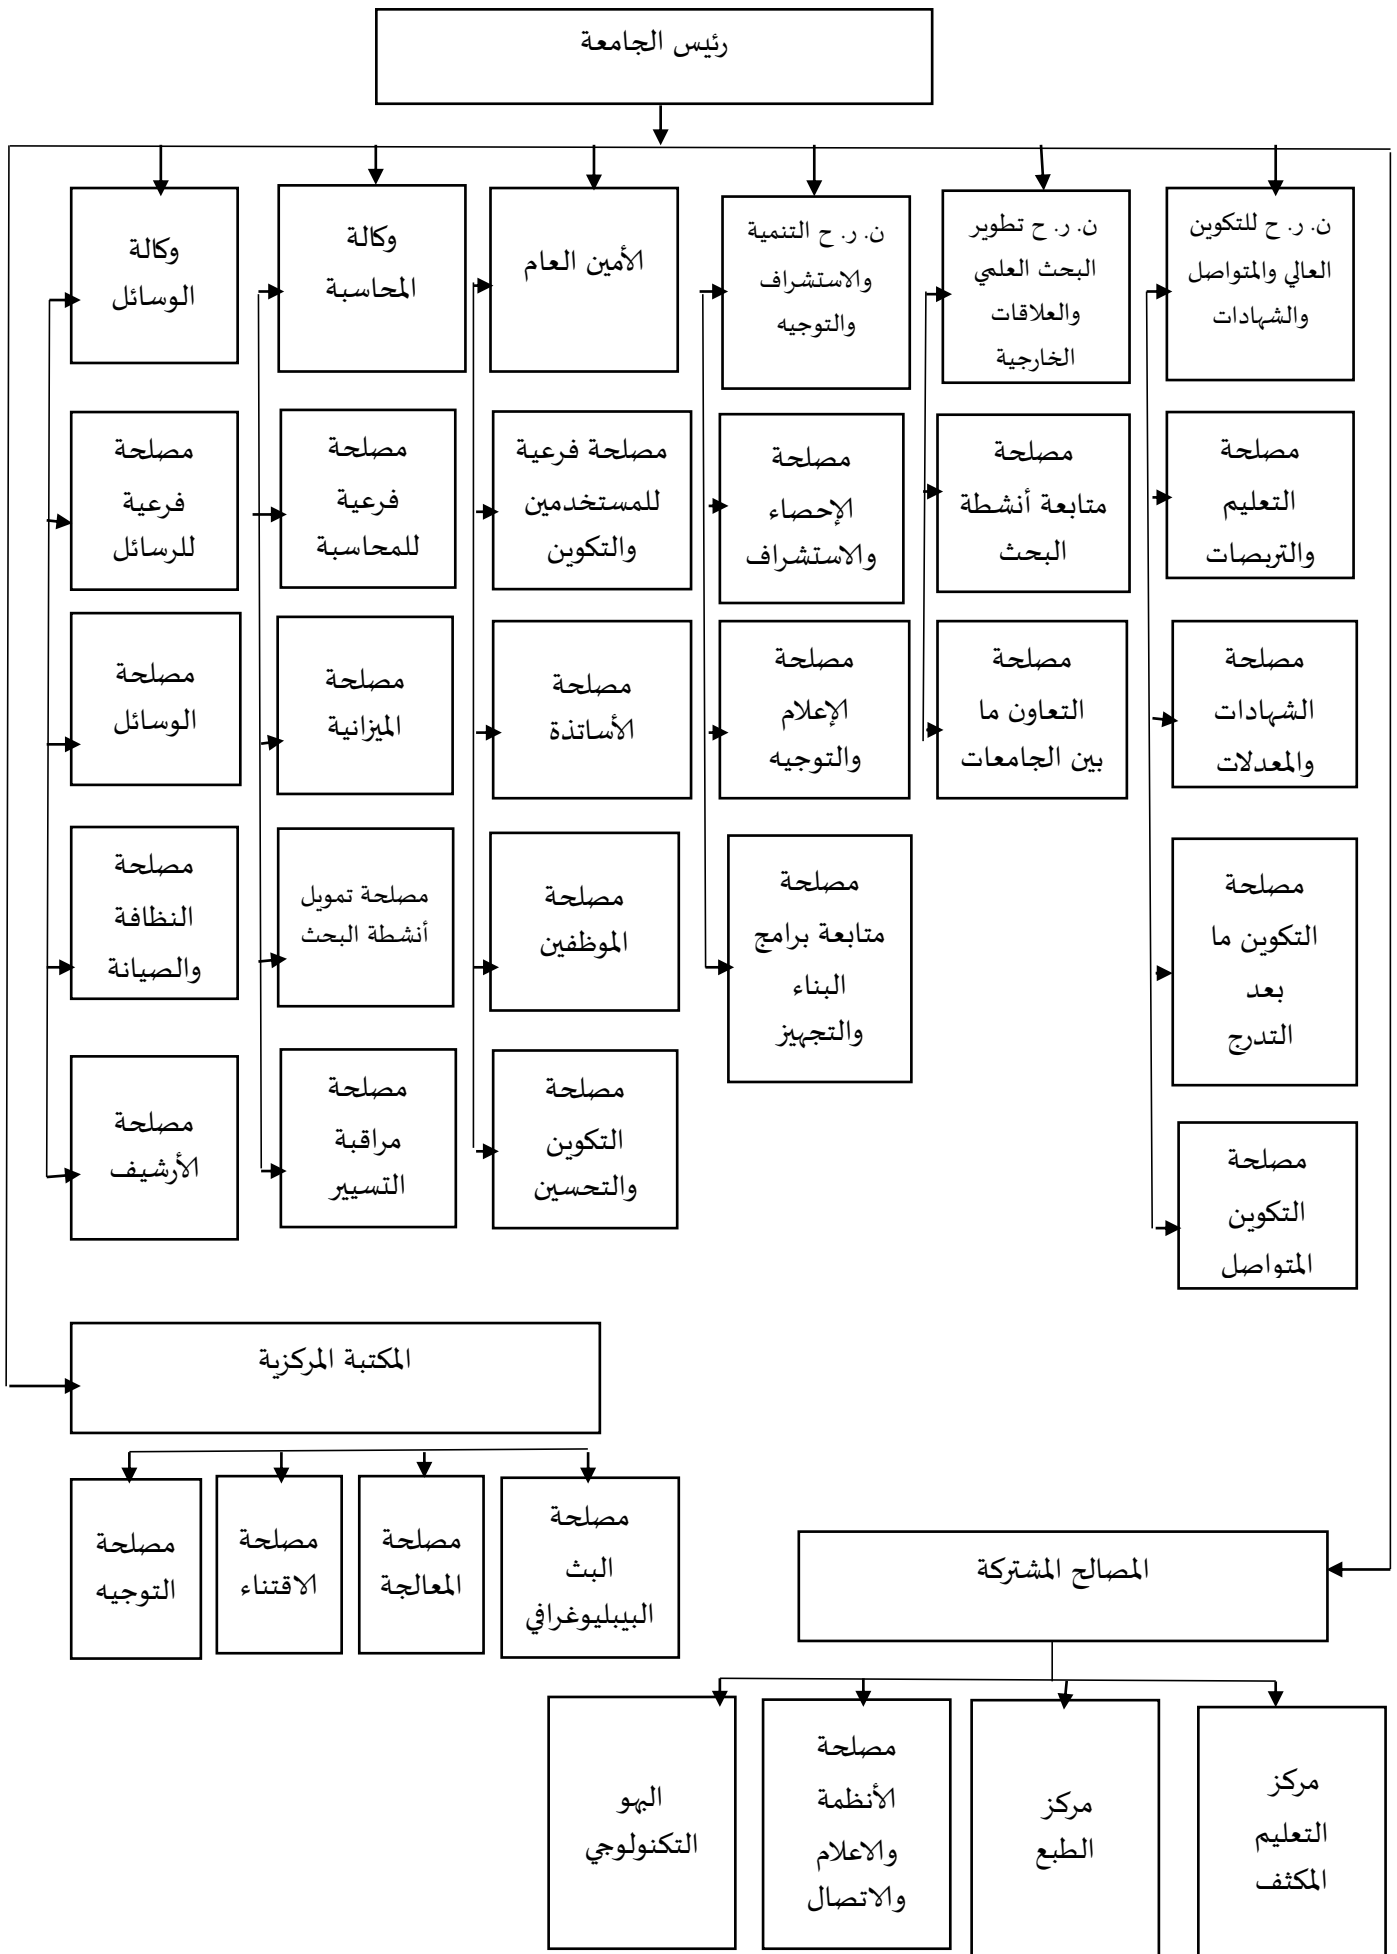 رئيس الجامعة
ن. ر. ح للتكوين
العالي والمتواصل
والشهادات
ن. ر. ح تطوير
البحث العلمي
والعلاقات
الخارجية
ن. ر. ح التنمية
والاستشراف
والتوجيه
الأمين العام
وكالة
المحاسبة
وكالة
الوسائل
مصلحة
التعليم
والتربصات
مصلحة
متابعة أنشطة
البحث
مصلحة
الإحصاء
والاستشراف
مصلحة فرعية
للمستخدمين
والتكوين
مصلحة
فرعية
للمحاسبة
مصلحة
فرعية
للرسائل
مصلحة
الشهادات
والمعدلات
مصلحة
التعاون ما
بين الجامعات
مصلحة
الإعلام
والتوجيه
مصلحة
الأساتذة
مصلحة
الميزانية
مصلحة
الوسائل
مصلحة
التكوين ما
بعد
التدرج
مصلحة
متابعة برامج
البناء
والتجهيز
مصلحة
الموظفين
مصلحة تمويل
أنشطة البحث
مصلحة
النظافة
والصيانة
مصلحة
التكوين
المتواصل
مصلحة
التكوين
والتحسين
مصلحة
مراقبة
التسيير
مصلحة
الأرشيف
المكتبة المركزية
مصلحة
البث
البيبليوغرافي
مصلحة
المعالجة
مصلحة
الاقتناء
مصلحة
التوجيه
المصالح المشتركة
مركز
التعليم
المكثف
مركز
الطبع
مصلحة
الأنظمة
والاعلام
والاتصال
البهو
التكنولوجي